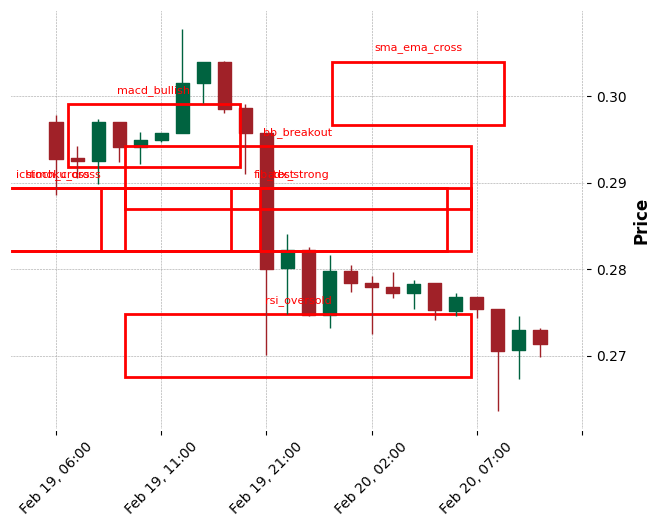 sma_ema_cross
0.30
macd_bullish
bb_breakout
0.29
0.28
rsi_oversold
0.27
Price
Feb 19, 06:00
Feb 19, 11:00
Feb 19, 21:00
Feb 20, 02:00
Feb 20, 07:00